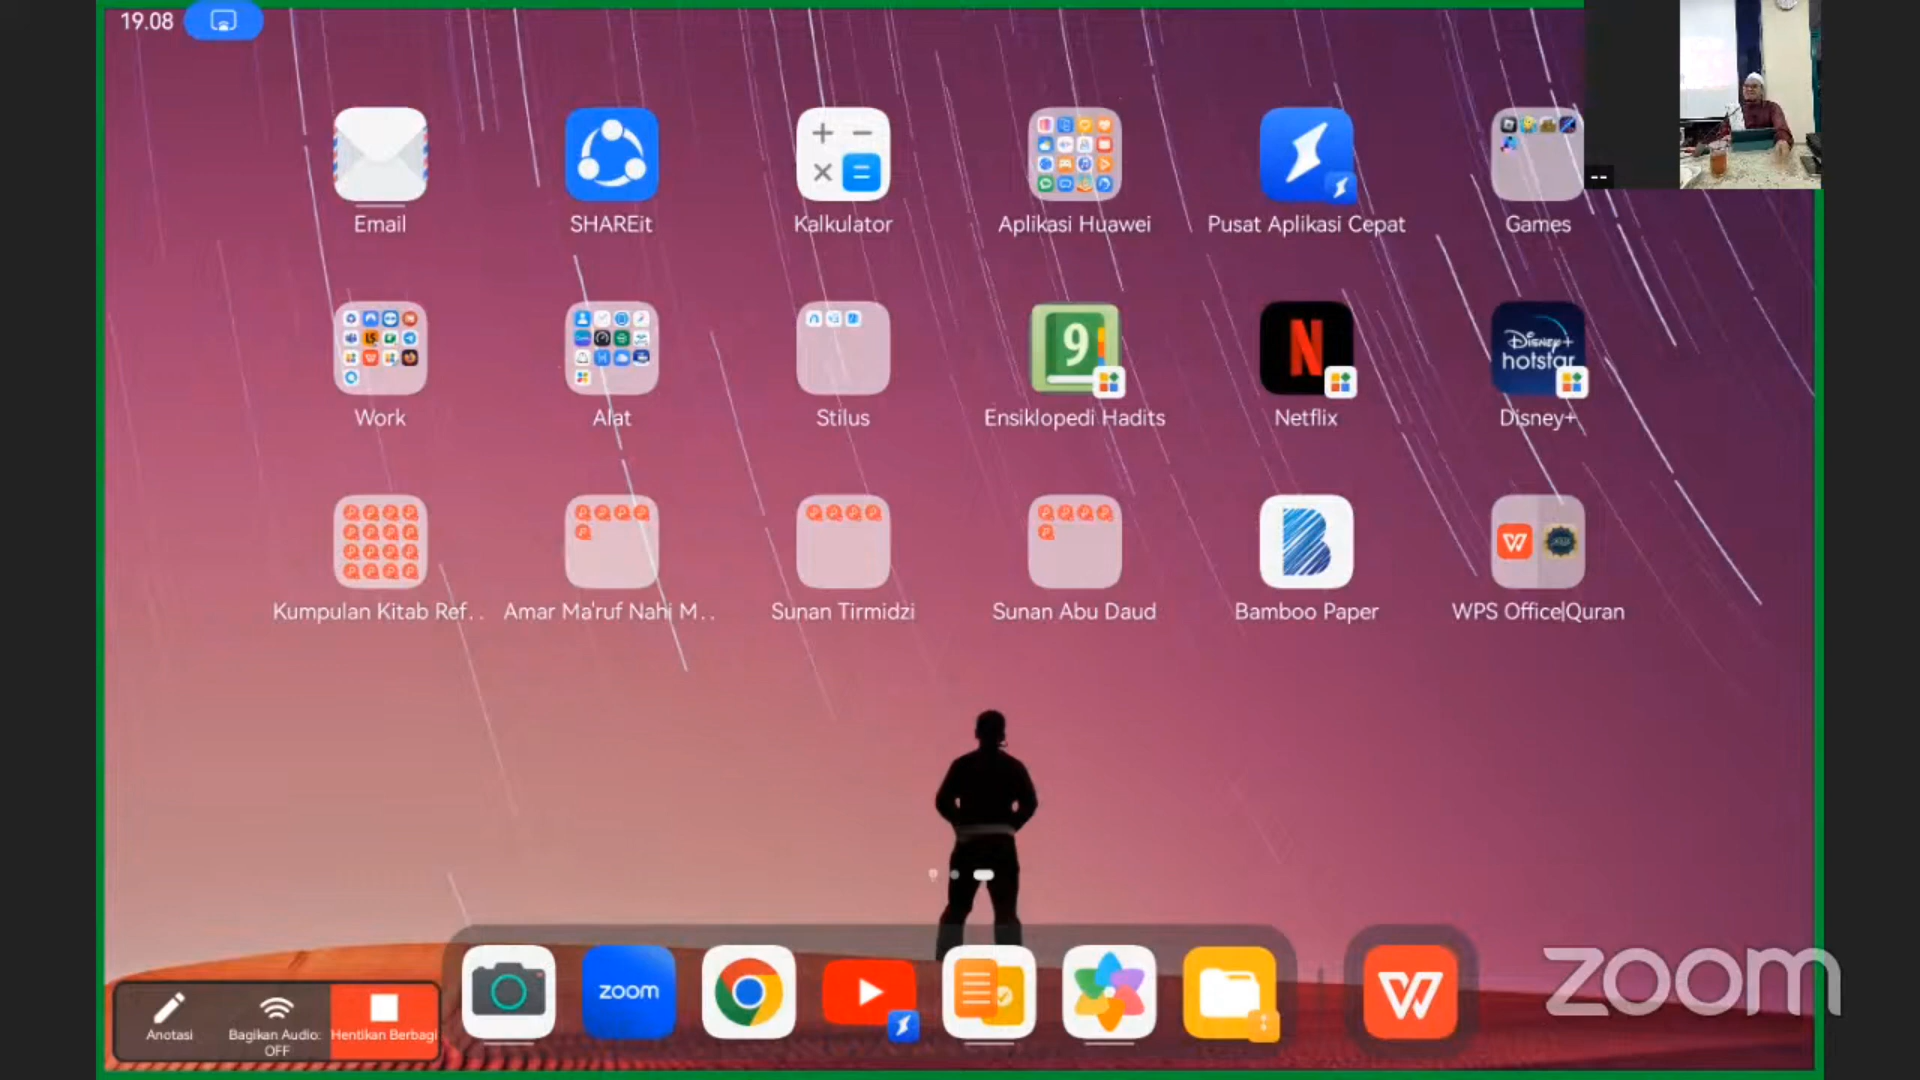 19.08
Email
SHAREit
Kalkulator
Aplikasi Huawei
Pusat Aplikasi Cepat
Games
9
N
Disney+
hotstar
Work
Alat
Stilus
Ensiklopedi Hadits
Netflix
Disney+
Kumpulan Kitab Ref..
Amar Ma'ruf Nahi M..
Sunan Tirmidzi
Sunan Abu Daud
Bamboo Paper
WPS Office|Quran
--
zoom
zoom
Anotasi
Bagikan Audio:
OFF
Hentikan Berbagi